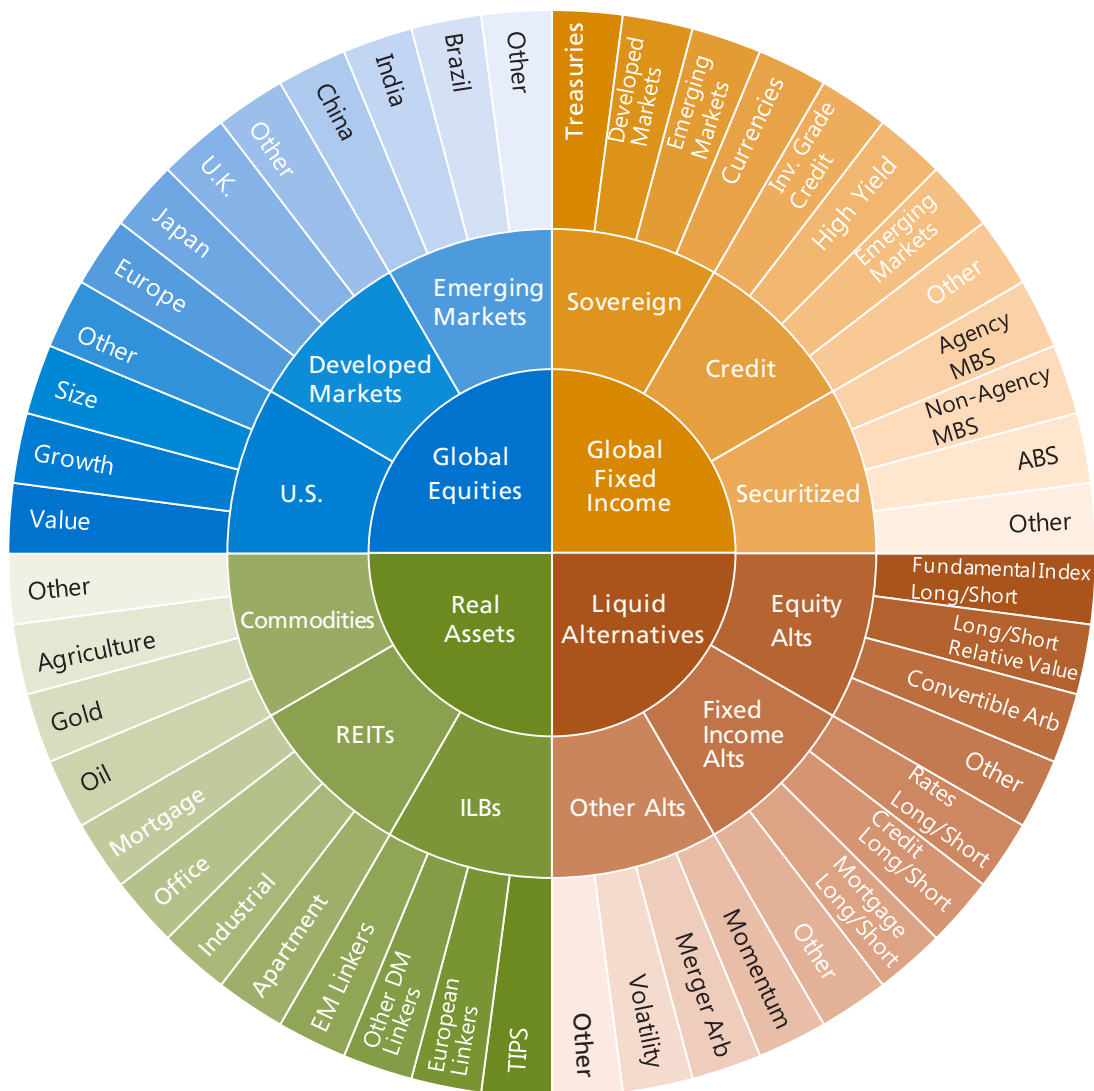 Global
Equities
U.S.
Developed
Markets
Emerging
Markets
Value
Growth
Size
Other
Europe
Japan
U.K.
Other
China
India
Brazil
Other
Global
Fixed
Income
Sovereign
Credit
Securitized
Treasuries
Developed
Markets
Emerging
Markets
Currencies
Inv. Grade
Credit
High Yield
Emerging
Markets
Other
Agency
MBS
Non-Agency
MBS
ABS
Other
Liquid
Alternatives
Equity
Alts
Fixed
Income
Alts
Other Alts
Fundamental Index
Long/Short
Long/Short
Relative Value
Convertible Arb
Other
Rates
Long/Short
Credit
Long/Short
Mortgage
Long/Short
Other
Momentum
Merger Arb
Volatility
Other
Real
Assets
ILBs
REITs
Commodities
TIPS
European
Linkers
Other DM
Linkers
EM Linkers
Apartment
Industrial
Office
Mortgage
Oil
Gold
Agriculture
Other